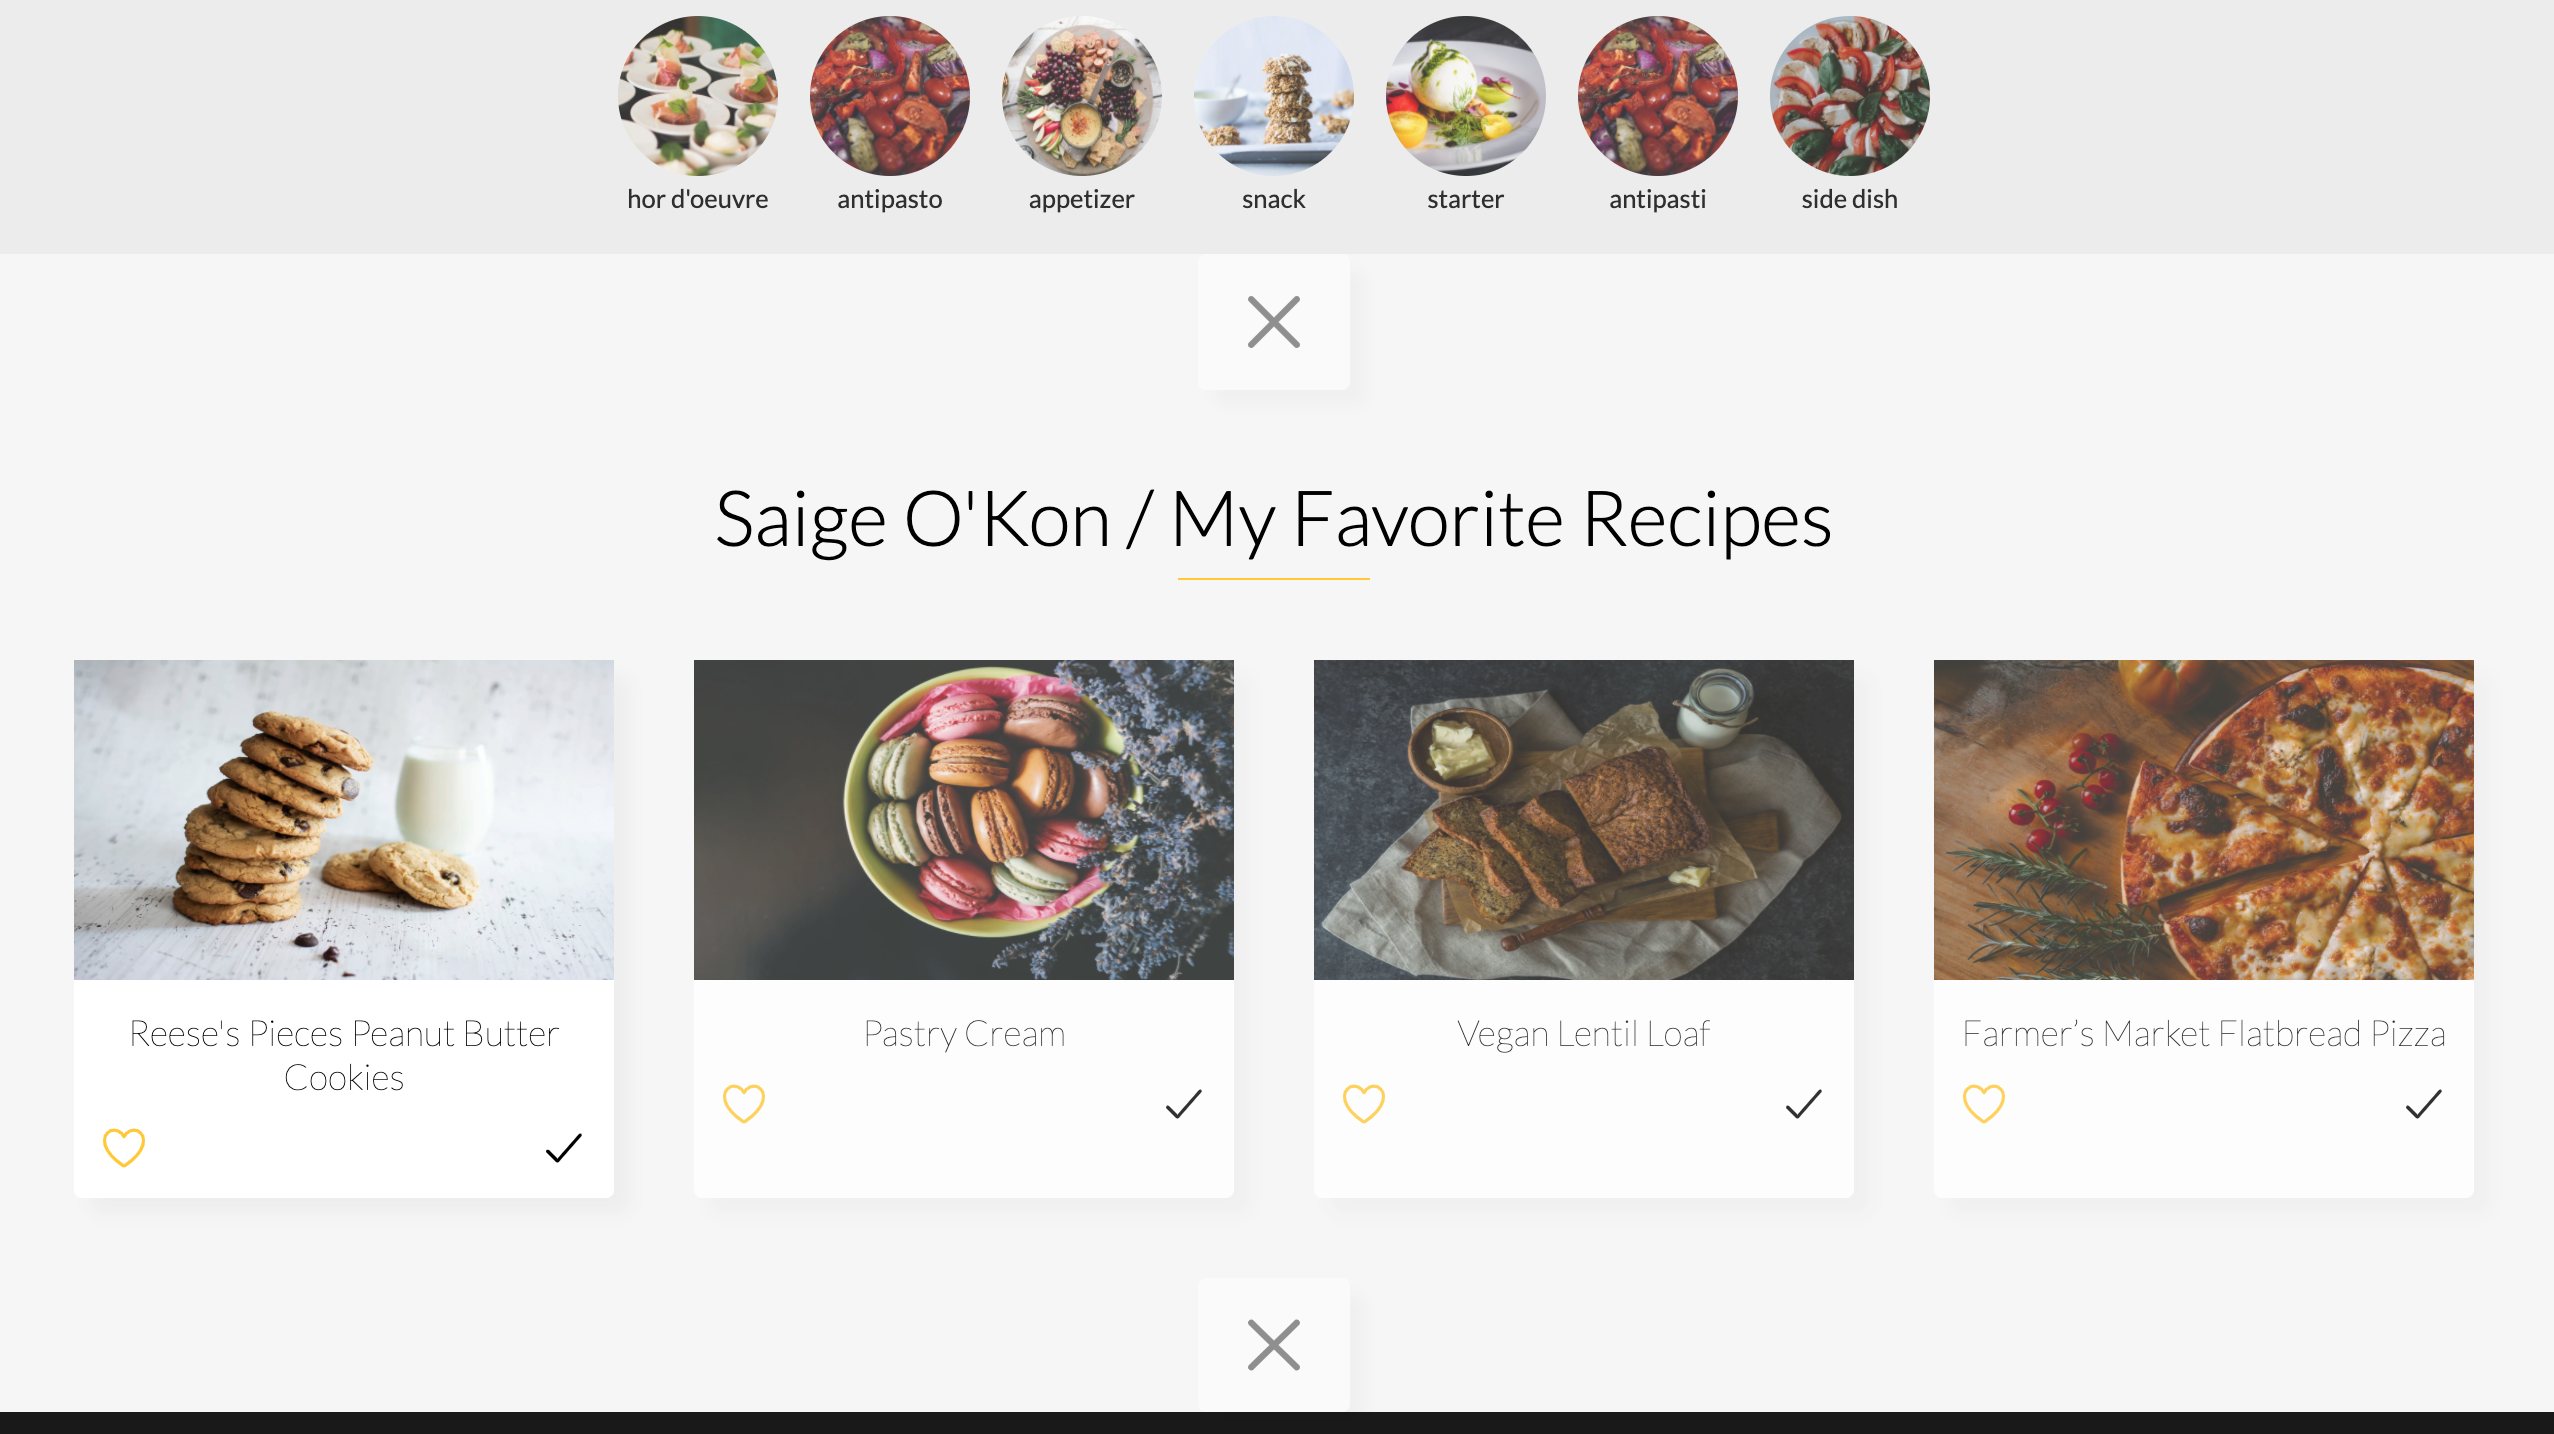 hor d'oeuvre
antipasto
appetizer
snack
starter
antipasti
side dish
Saige O'Kon / My Favorite Recipes
Reese's Pieces Peanut Butter
Cookies
Pastry Cream
Vegan Lentil Loaf
Farmer’s Market Flatbread Pizza